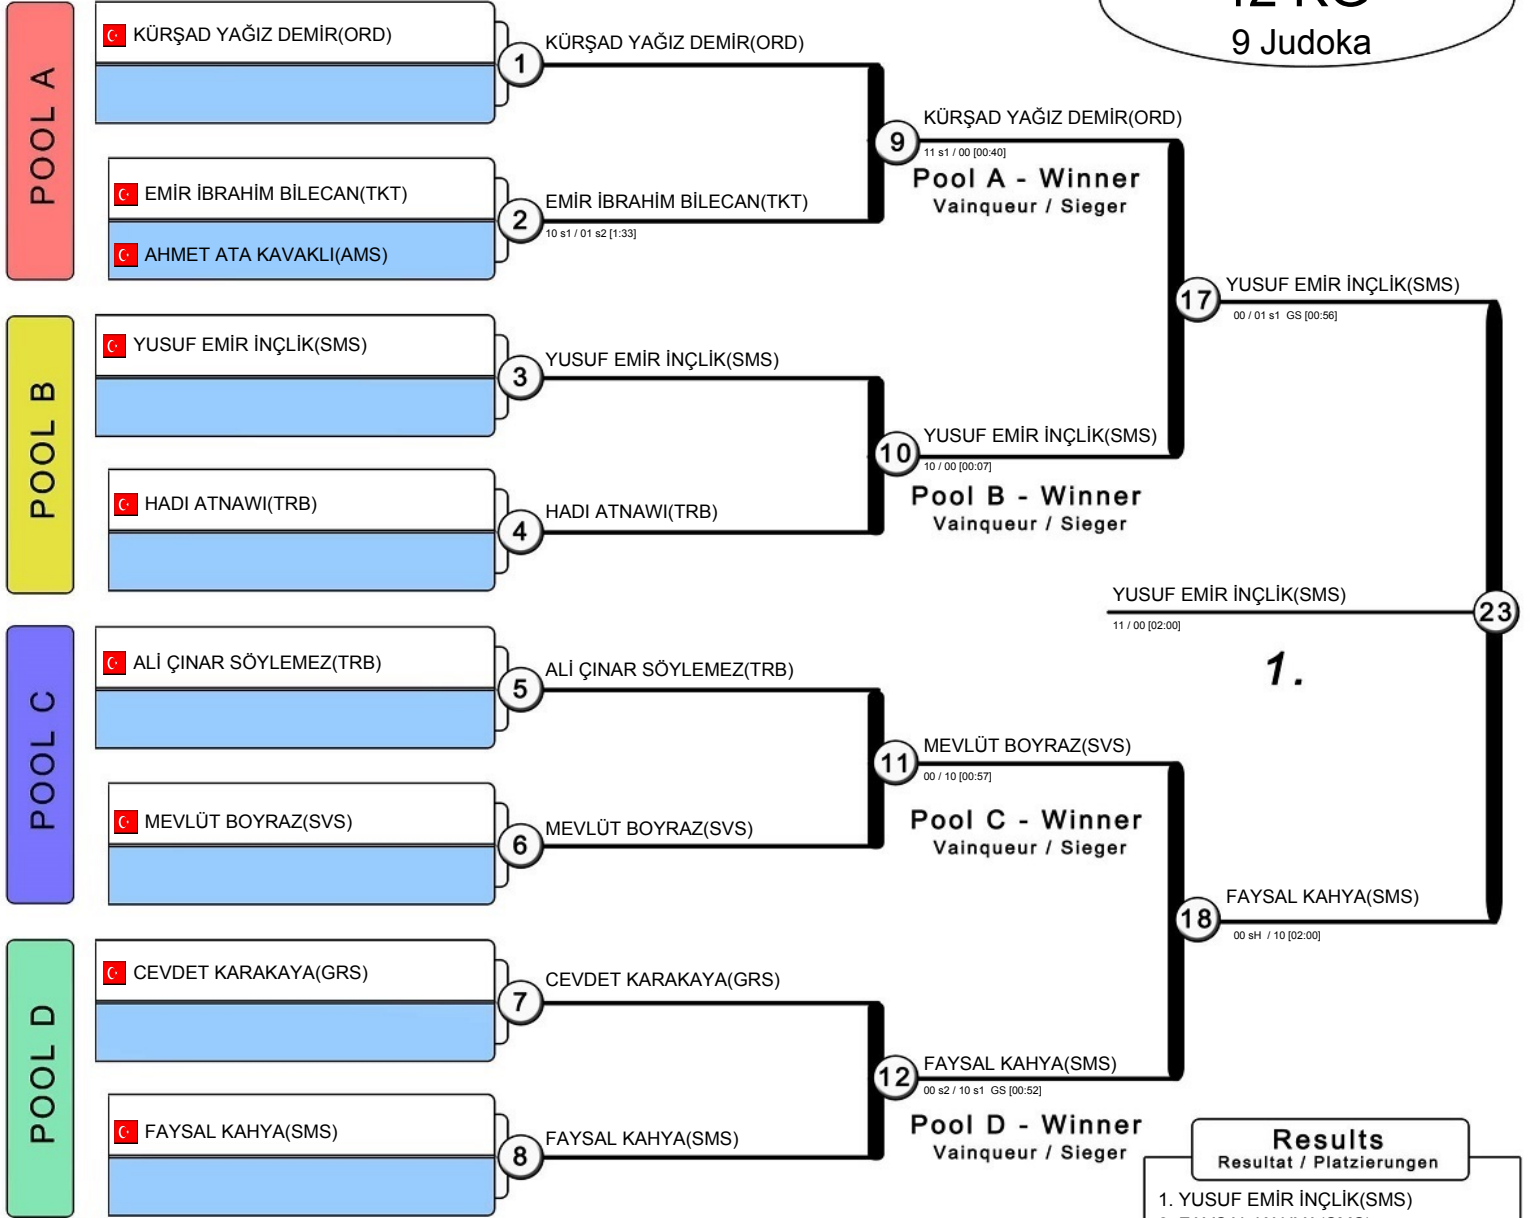 9 Judoka
POOL A
KÜRŞAD YAĞIZ DEMİR(ORD)
1
KÜRŞAD YAĞIZ DEMİR(ORD)
EMİR İBRAHİM BİLECAN(TKT)
AHMET ATA KAVAKLI(AMS)
2
EMİR İBRAHİM BİLECAN(TKT)
10 s1 / 01 s2 [1:33]
9
KÜRŞAD YAĞIZ DEMİR(ORD)
11 s1 / 00 [00:40]
Pool A - Winner
Vainqueur / Sieger
POOL B
YUSUF EMİR İNÇLİK(SMS)
3
YUSUF EMİR İNÇLİK(SMS)
HADI ATNAWI(TRB)
4
HADI ATNAWI(TRB)
10
YUSUF EMİR İNÇLİK(SMS)
10 / 00 [00:07]
Pool B - Winner
Vainqueur / Sieger
17
YUSUF EMİR İNÇLİK(SMS)
00 / 01 s1 GS [00:56]
POOL C
ALİ ÇINAR SÖYLEMEZ(TRB)
5
ALİ ÇINAR SÖYLEMEZ(TRB)
MEVLÜT BOYRAZ(SVS)
6
MEVLÜT BOYRAZ(SVS)
11
MEVLÜT BOYRAZ(SVS)
00 / 10 [00:57]
Pool C - Winner
Vainqueur / Sieger
POOL D
CEVDET KARAKAYA(GRS)
7
CEVDET KARAKAYA(GRS)
FAYSAL KAHYA(SMS)
8
FAYSAL KAHYA(SMS)
12
FAYSAL KAHYA(SMS)
00 s2 / 10 s1 GS [00:52]
Pool D - Winner
Vainqueur / Sieger
18
FAYSAL KAHYA(SMS)
00 sH / 10 [02:00]
YUSUF EMİR İNÇLİK(SMS)
23
11 / 00 [02:00]
1.
Results
Resultat / Platzierungen
1. YUSUF EMİR İNÇLİK(SMS)